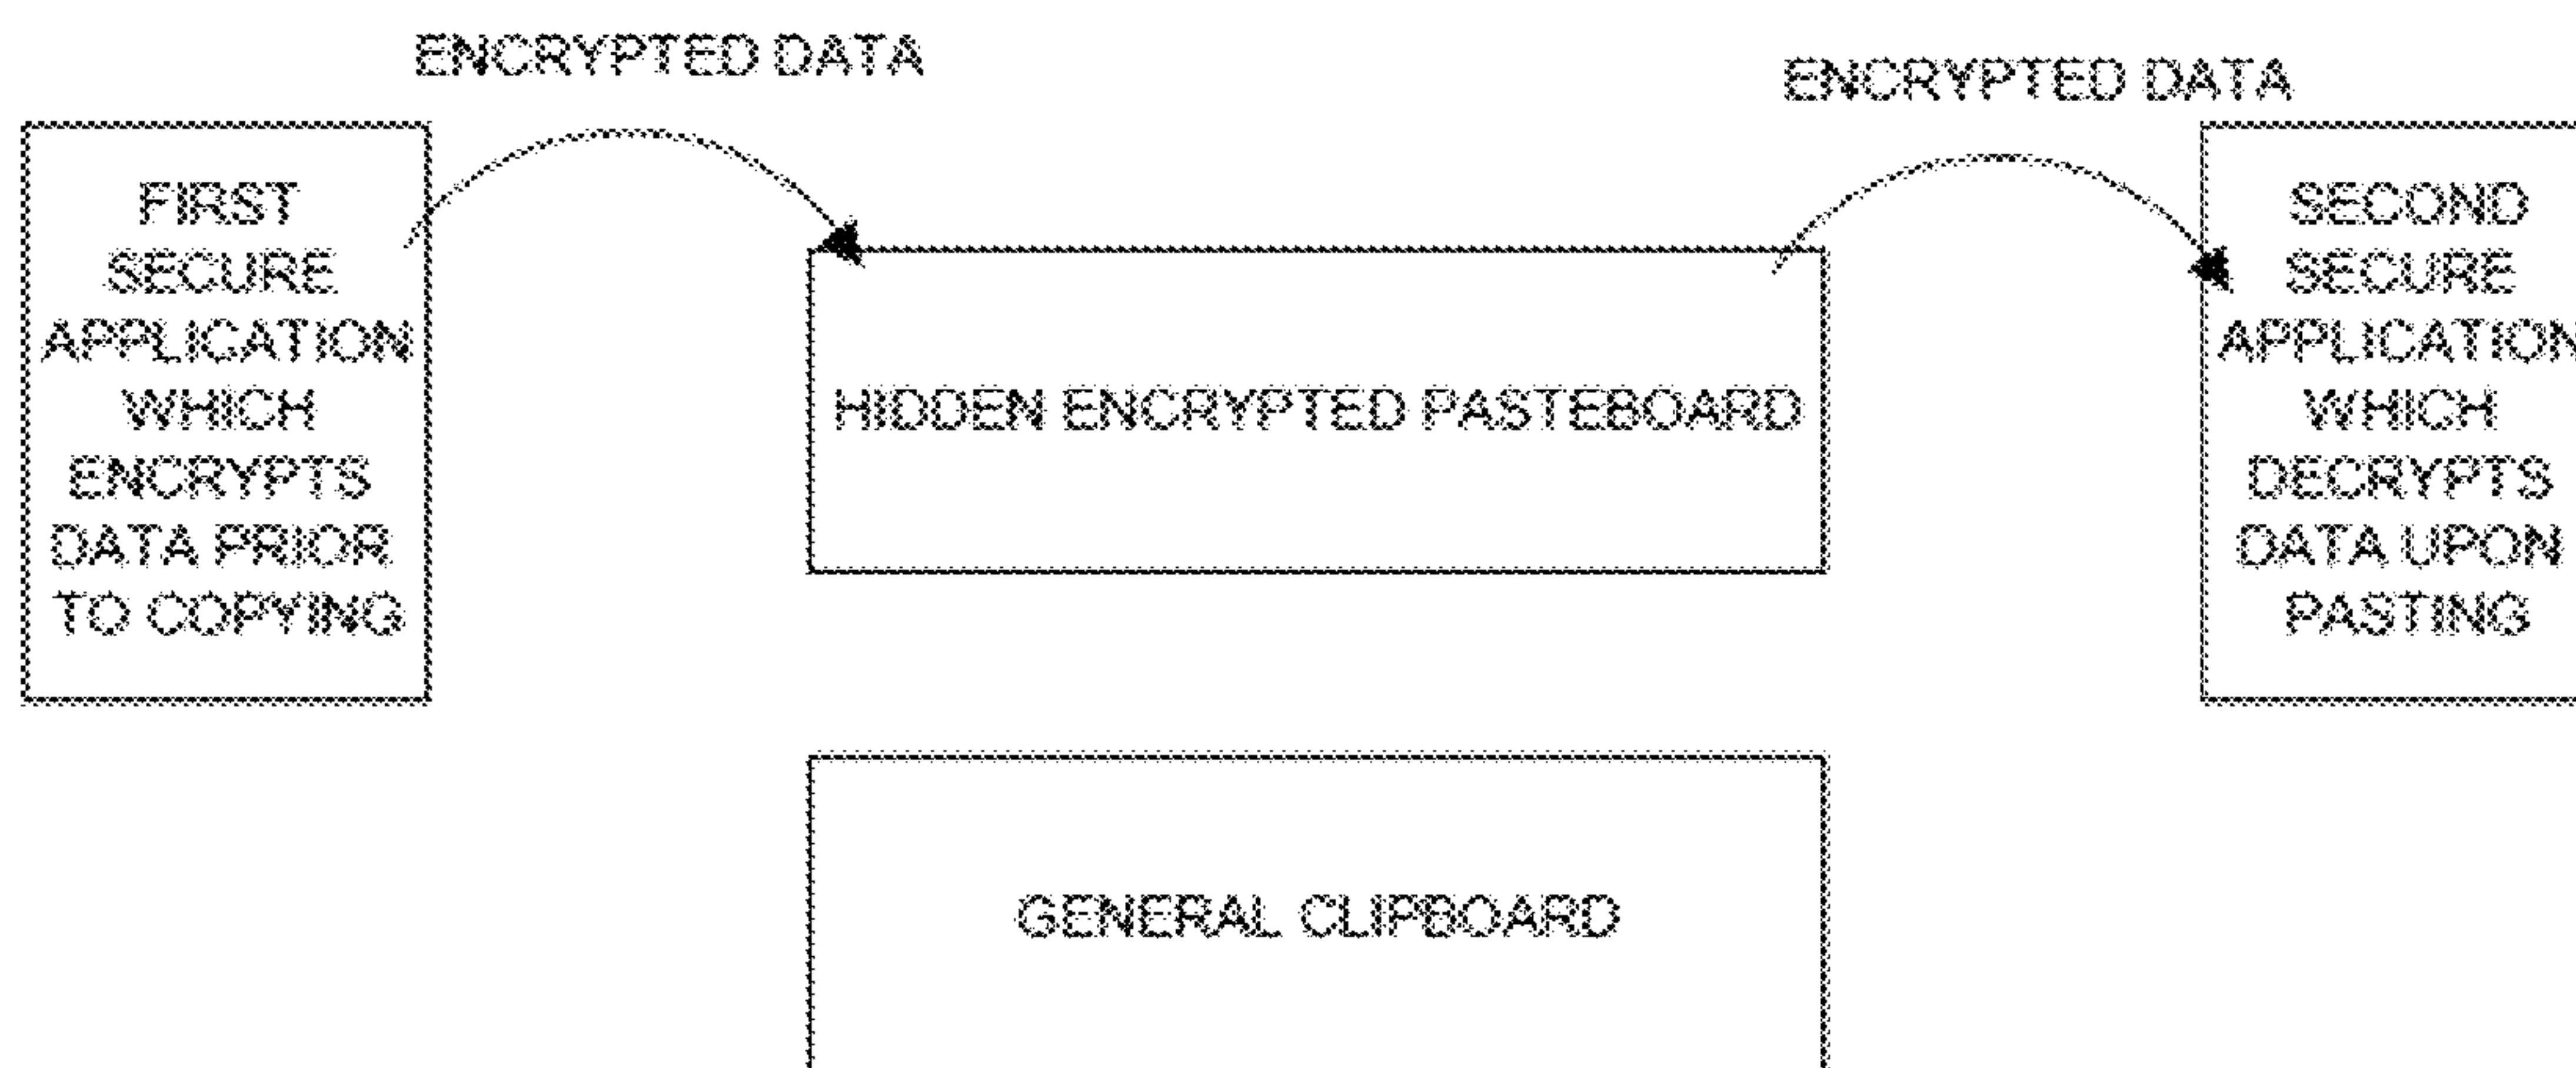 ENCRYPTED DATA
ENCRYPTED DATA
FIRST
SECURE
APPLICATION
WHICH
ENCRYPTS
DATA PRIOR
TO COPYING
HIDDEN ENCRYPTED PASTEBOARD
SECOND
SECURE
APPLICATION
WHICH
DECRYPTS
DATA UPON
PASTING
GENERAL CLIPBOARD